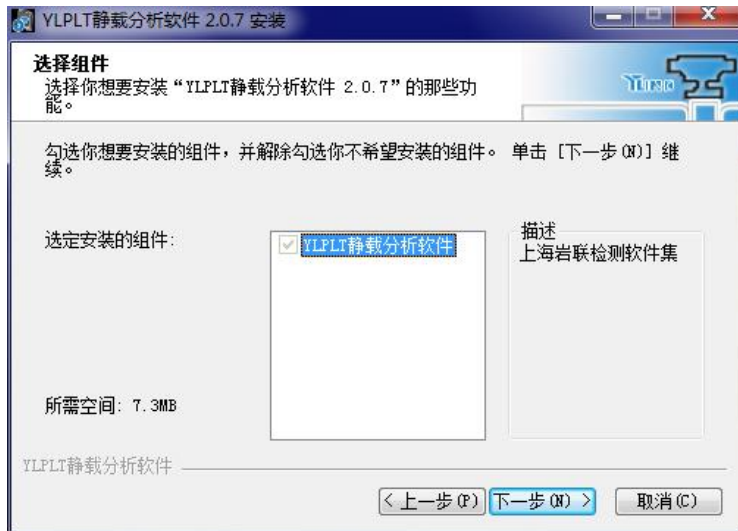 YLPLT静载分析软件 2.0.7 安装
选择组件
选择你想要安装“YLPLT静载分析软件 2.0.7”的那些功
能。
勾选你想要安装的组件，并解除勾选你不希望安装的组件。 单击 [下一步(N)] 继
续。
选定安装的组件:
YLPLT静载分析软件
描述
上海岩联检测软件集
所需空间: 7.3MB
YLPLT静载分析软件
< 上一步(P)
下一步(N) >
取消(C)